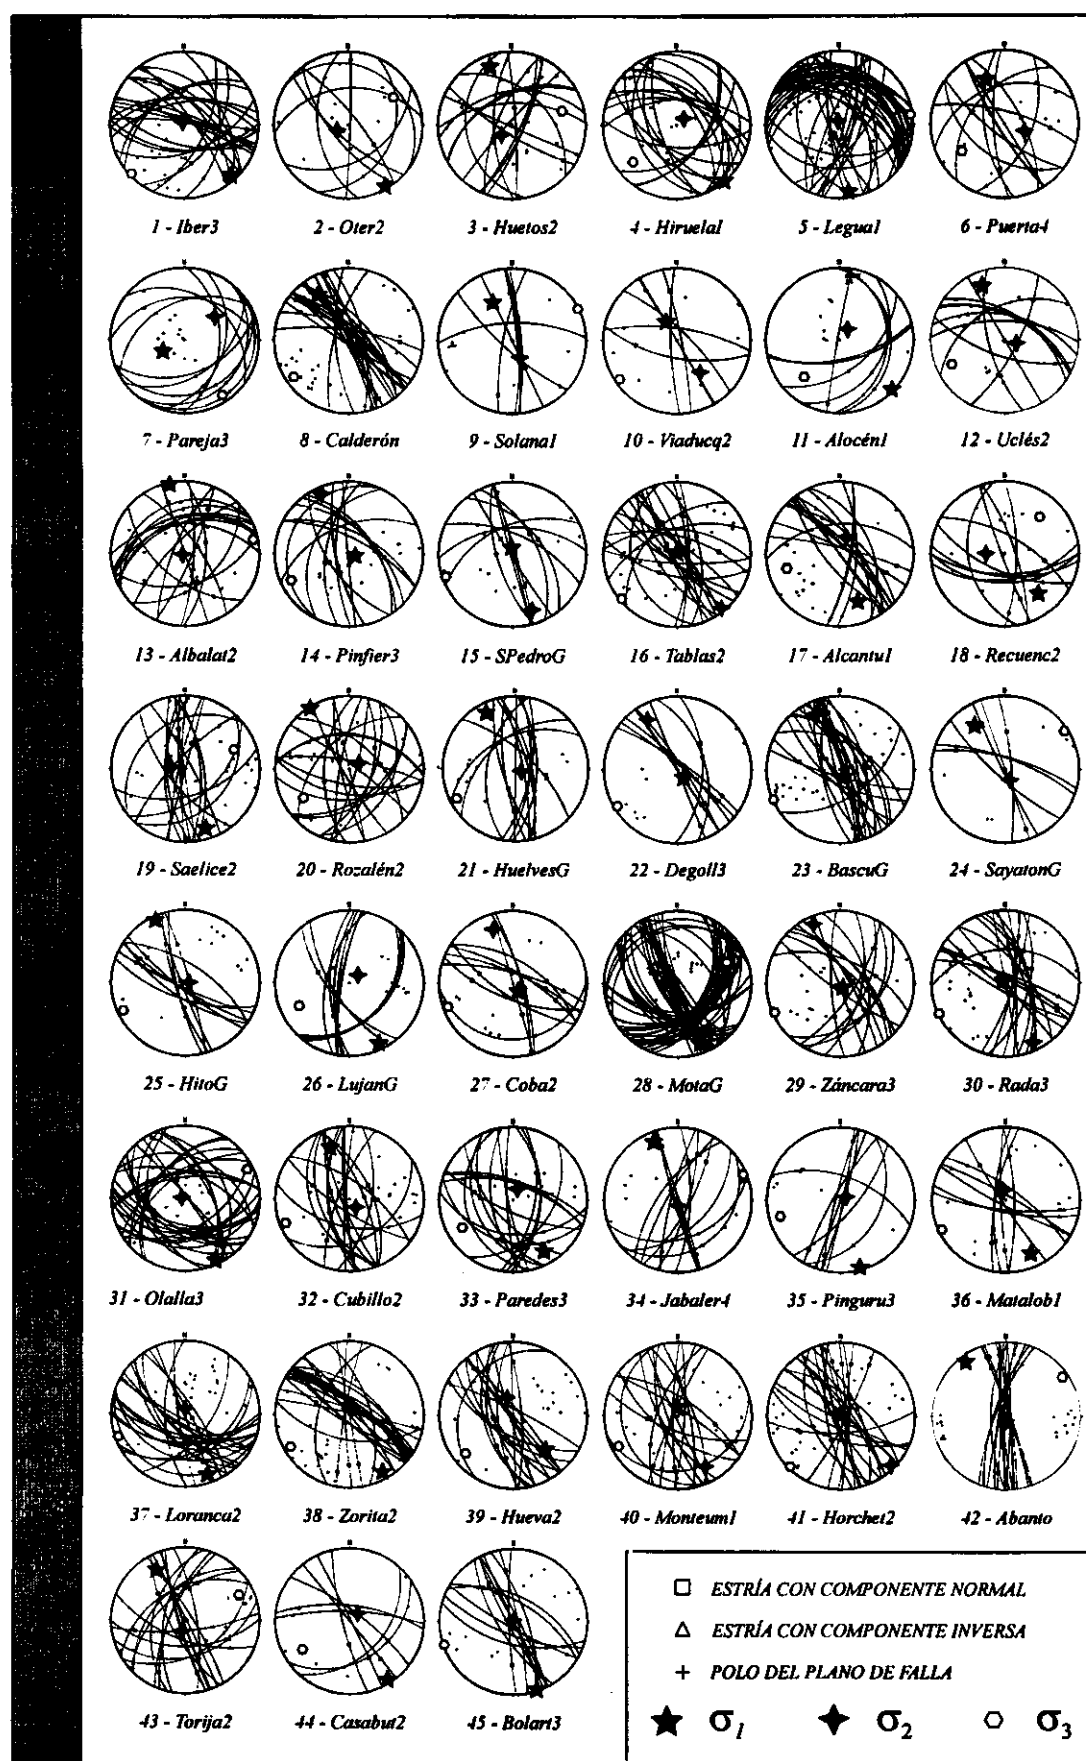 1 - Iber3 2 - Oter2 3 - Huetos2 4 - Hiruela1 5 - Legua1 6 - Puerta4
7 - Pareja3 8 - Calderón 9 - Solana1 10 - Viaducq2 11 - Alocén1 12 - Uclés2
13 - Albalat2 14 - Pinfier3 15 - SPedroG 16 - Tablas2 17 - Alcantu1 18 - Recuenc2
19 - Saelice2 20 - Rozalén2 21 - HuelvesG 22 - Degoll3 23 - BascuG 24 - SayatonG
25 - HitoG 26 - LujanG 27 - Coba2 28 - MotaG 29 - Záncara3 30 - Rada3
31 - Olalla3 32 - Cubillo2 33 - Paredes3 34 - Jabaler4 35 - Pinguru3 36 - Matalob1
37 - Loranca2 38 - Zorita2 39 - Hueva2 40 - Monteum1 41 - Horchet2 42 - Abanto
43 - Torija2 44 - Casabut2 45 - Bolart3
ESTRÍA CON COMPONENTE NORMAL
ESTRÍA CON COMPONENTE INVERSA
POLO DEL PLANO DE FALLA
σ1 σ2 σ3